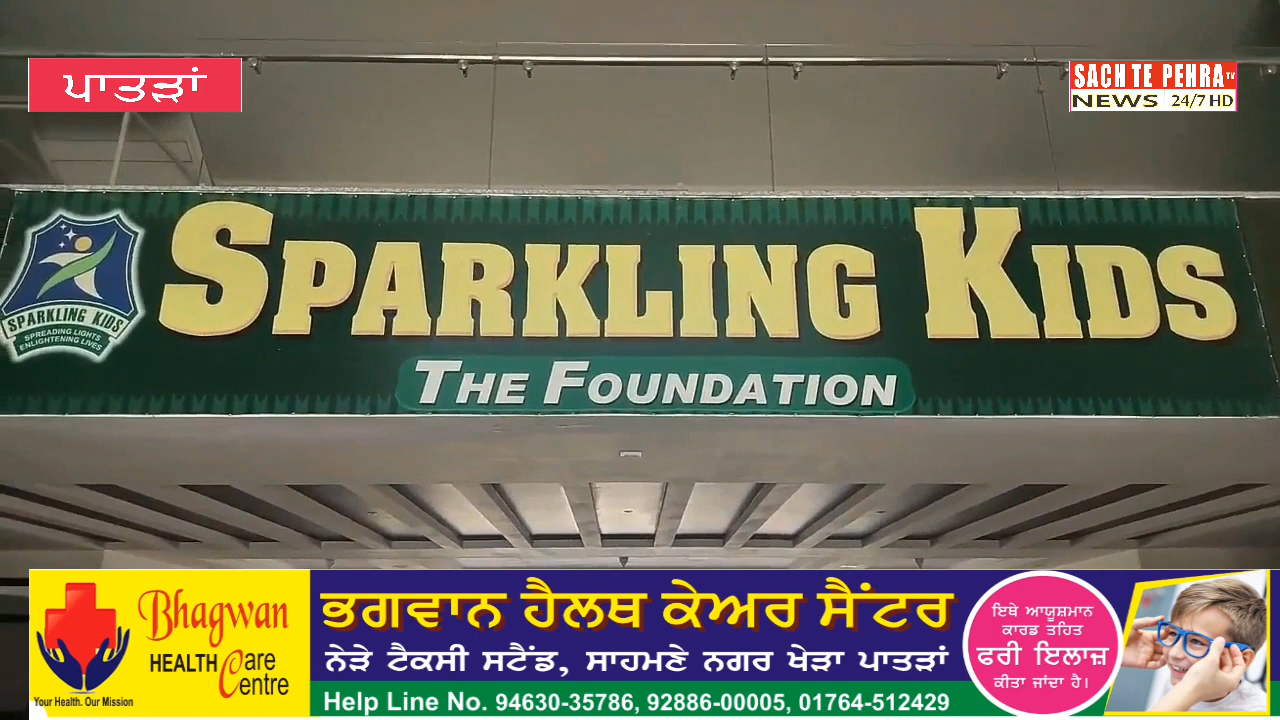 ਪਾਤੜਾਂ
SACH TE PEHRA TV
NEWS 24/7 HD
SPARKLING KIDS
THE FOUNDATION
SPARKLING KIDS
SPREADING LIGHTS
ENLIGHTENING LIVES
Bhagwan
HEALTH Care
Centre
Your Health. Our Mission
ਭਗਵਾਨ ਹੈਲਥ ਕੇਅਰ ਸੈਂਟਰ
ਨੇੜੇ ਟੈਕਸੀ ਸਟੈਂਡ, ਸਾਹਮਣੇ ਨਗਰ ਖੇੜਾ ਪਾਤੜਾਂ
Help Line No. 94630-35786, 92886-00005, 01764-512429
ਇਥੇ ਆਯੂਸ਼ਮਾਨ
ਕਾਰਡ ਤਹਿਤ
ਫਰੀ ਇਲਾਜ਼
ਕੀਤਾ ਜਾਂਦਾ ਹੈ।